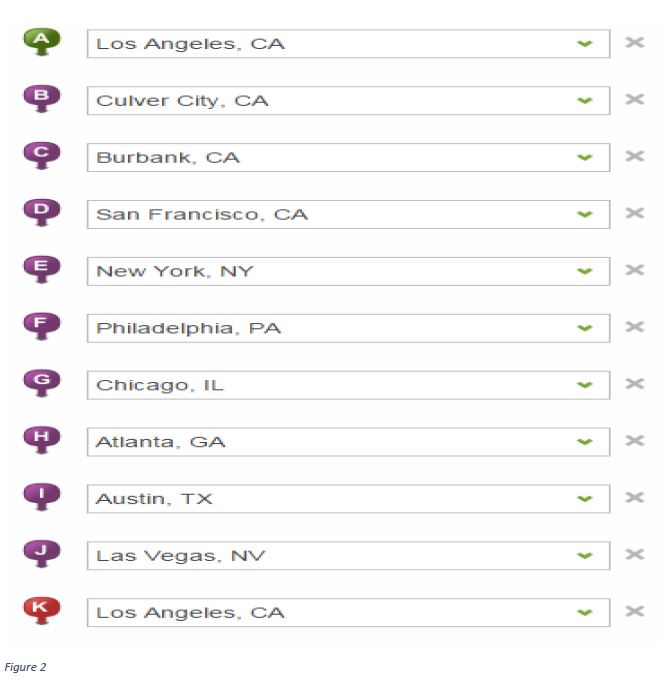 A Los Angeles, CA
B Culver City, CA
C Burbank, CA
D San Francisco, CA
E New York, NY
F Philadelphia, PA
G Chicago, IL
H Atlanta, GA
I Austin, TX
J Las Vegas, NV
K Los Angeles, CA
Figure 2